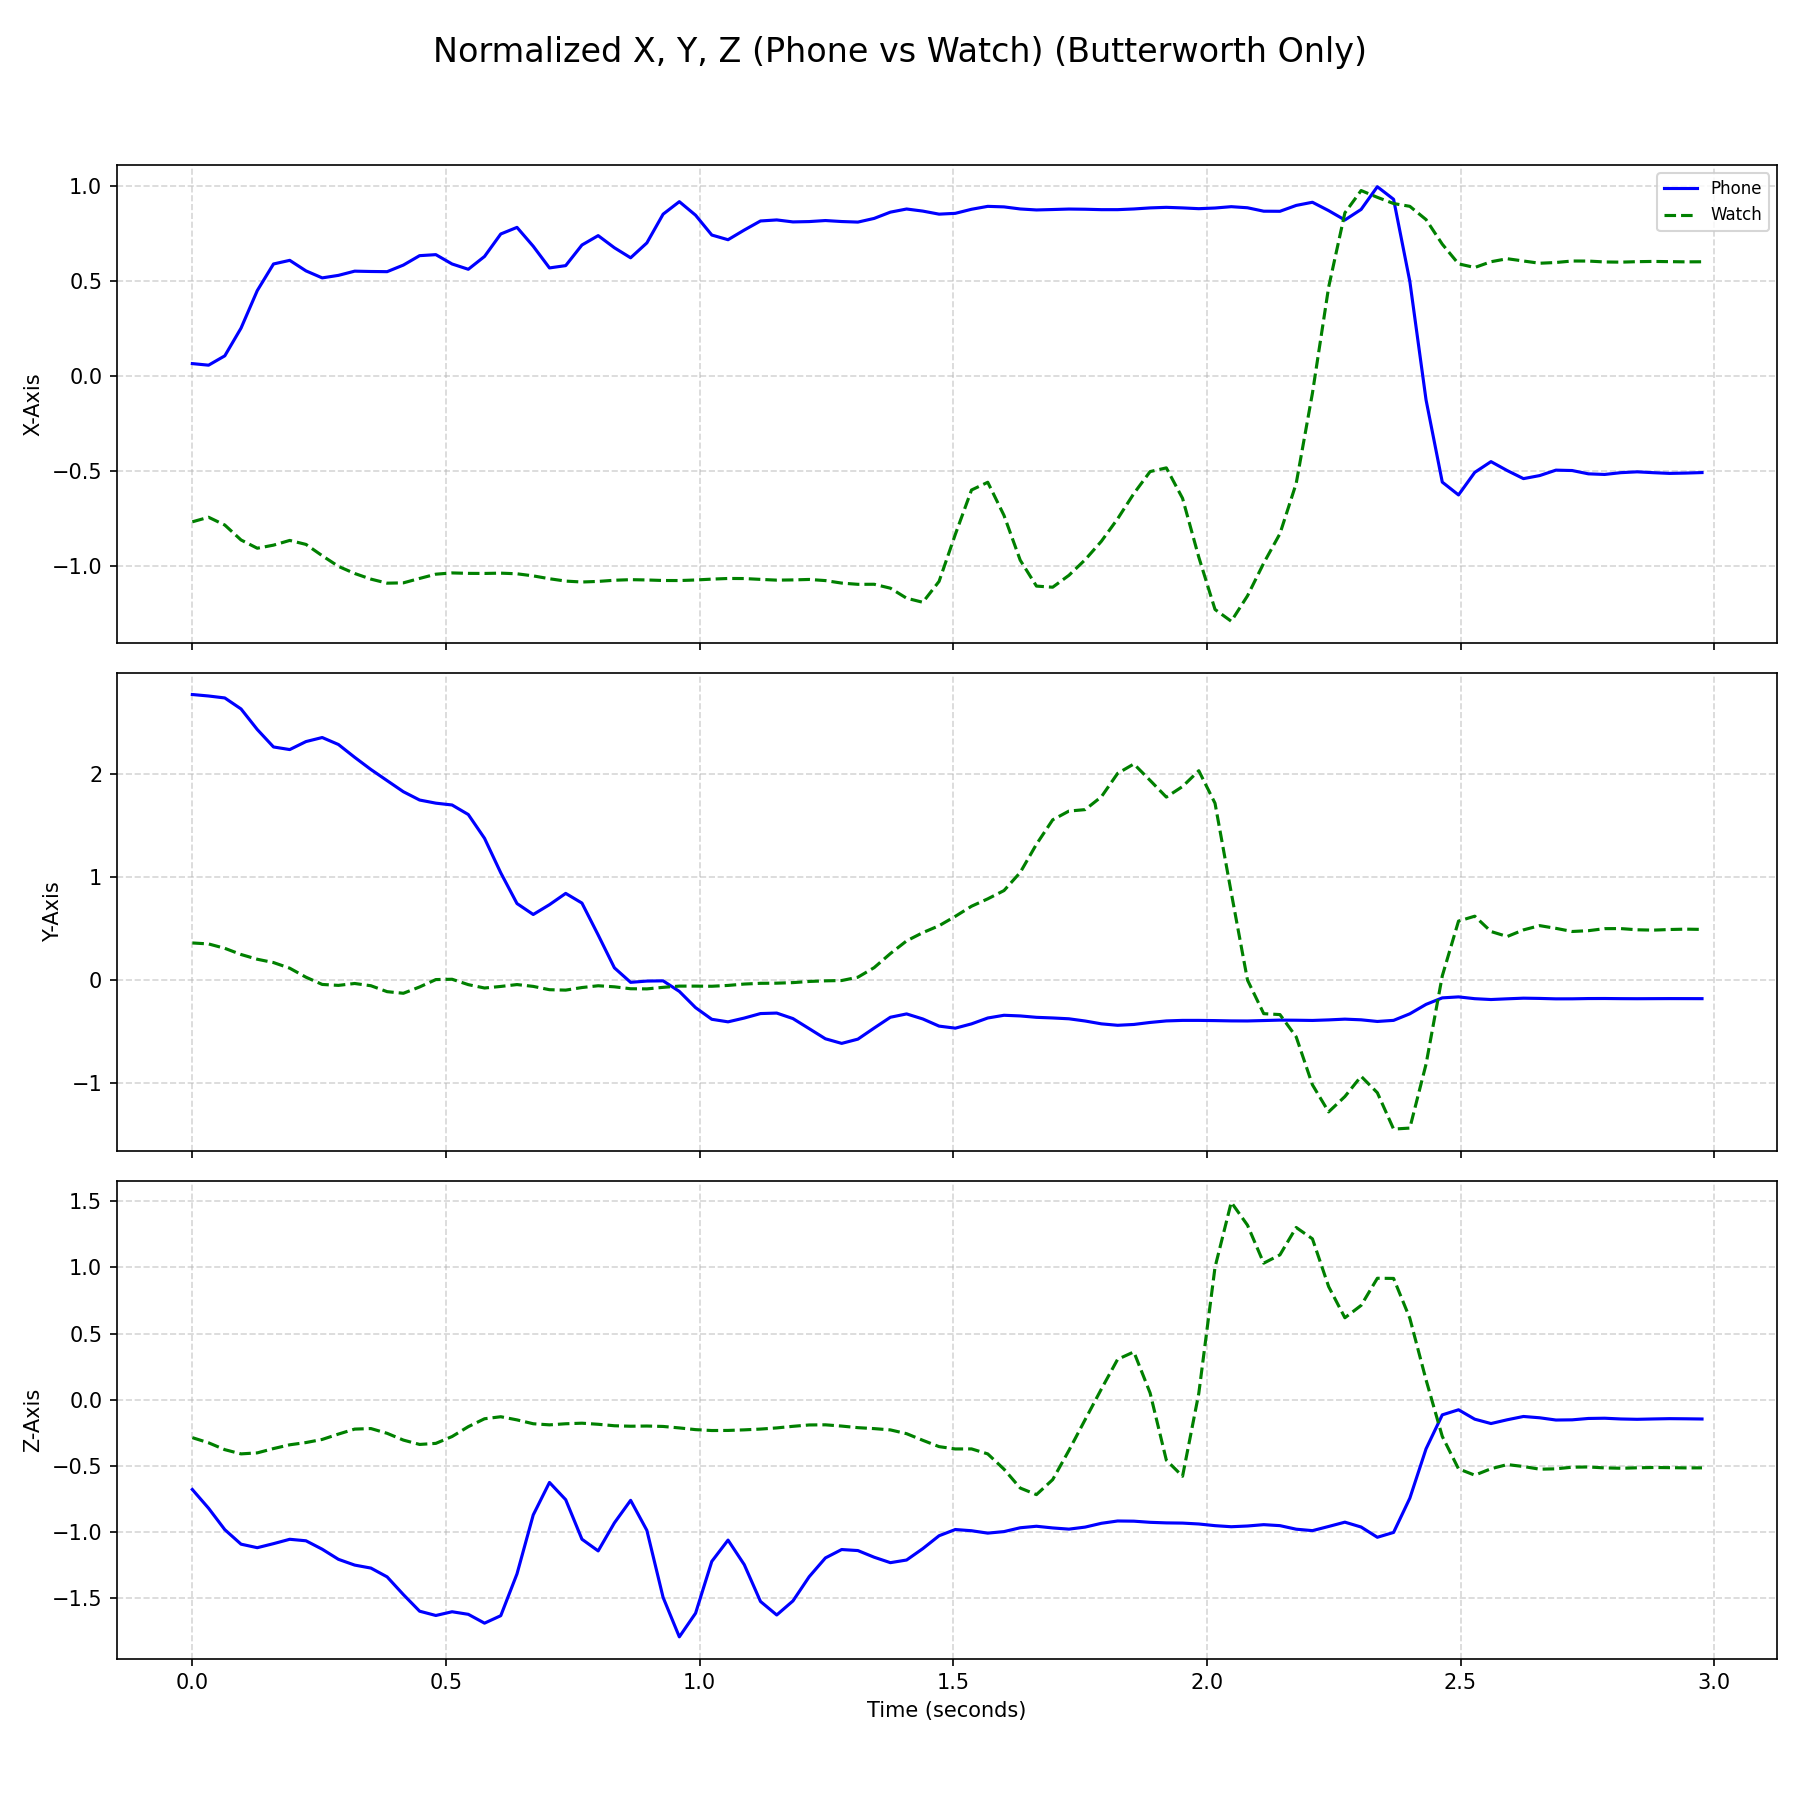 Normalized X, Y, Z (Phone vs Watch) (Butterworth Only)
Phone
Watch
1.0
0.5
0.0
−0.5
−1.0
X-Axis
2
1
0
−1
Y-Axis
1.5
1.0
0.5
0.0
−0.5
−1.0
−1.5
Z-Axis
0.0 0.5 1.0 1.5 2.0 2.5 3.0
Time (seconds)